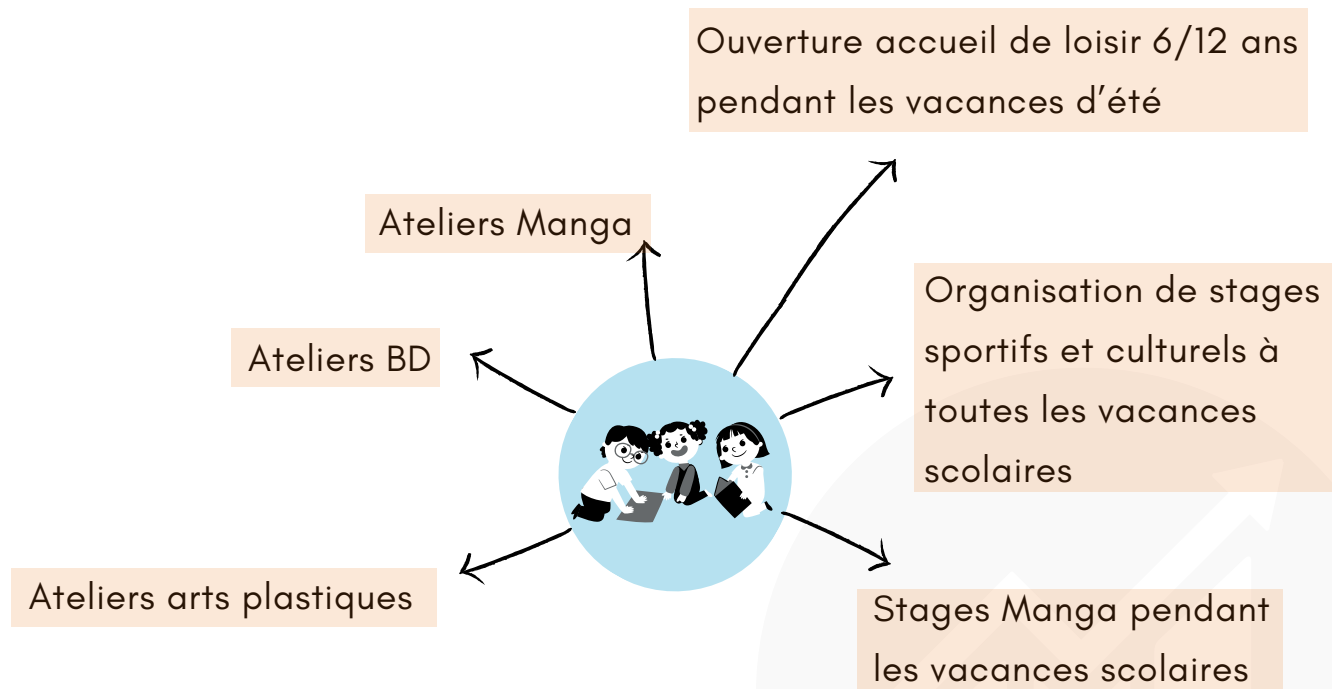 Ouverture accueil de loisir 6/12 ans
pendant les vacances d'été
Ateliers Manga
Organisation de stages
sportifs et culturels à
toutes les vacances
scolaires
Ateliers BD
Ateliers arts plastiques
Stages Manga pendant
les vacances scolaires